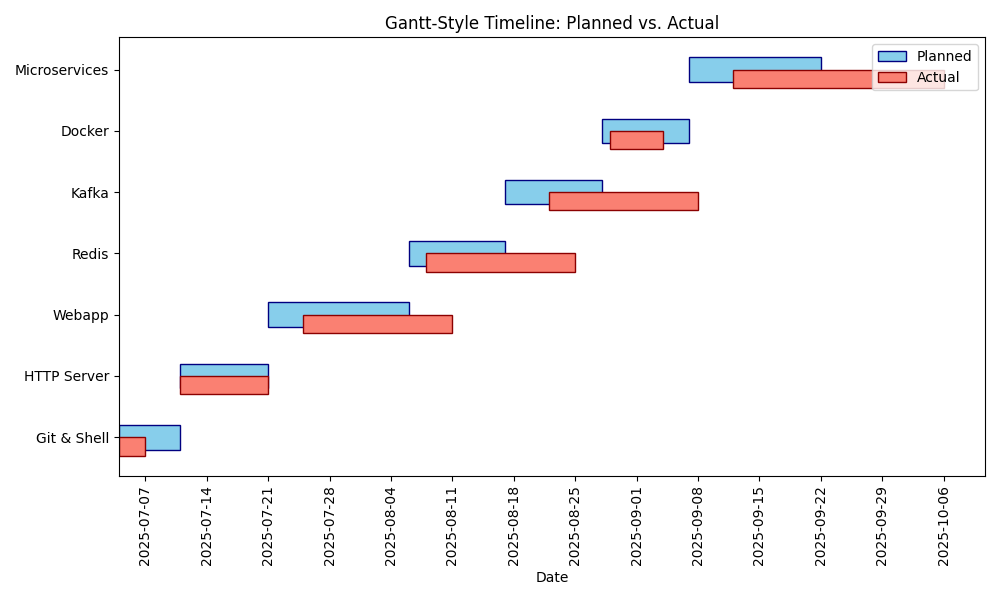 Gantt-Style Timeline: Planned vs. Actual
Planned
Actual
Microservices
Docker
Kafka
Redis
Webapp
HTTP Server
Git & Shell
2025-07-07
2025-07-14
2025-07-21
2025-07-28
2025-08-04
2025-08-11
2025-08-18
2025-08-25
2025-09-01
2025-09-08
2025-09-15
2025-09-22
2025-09-29
2025-10-06
Date